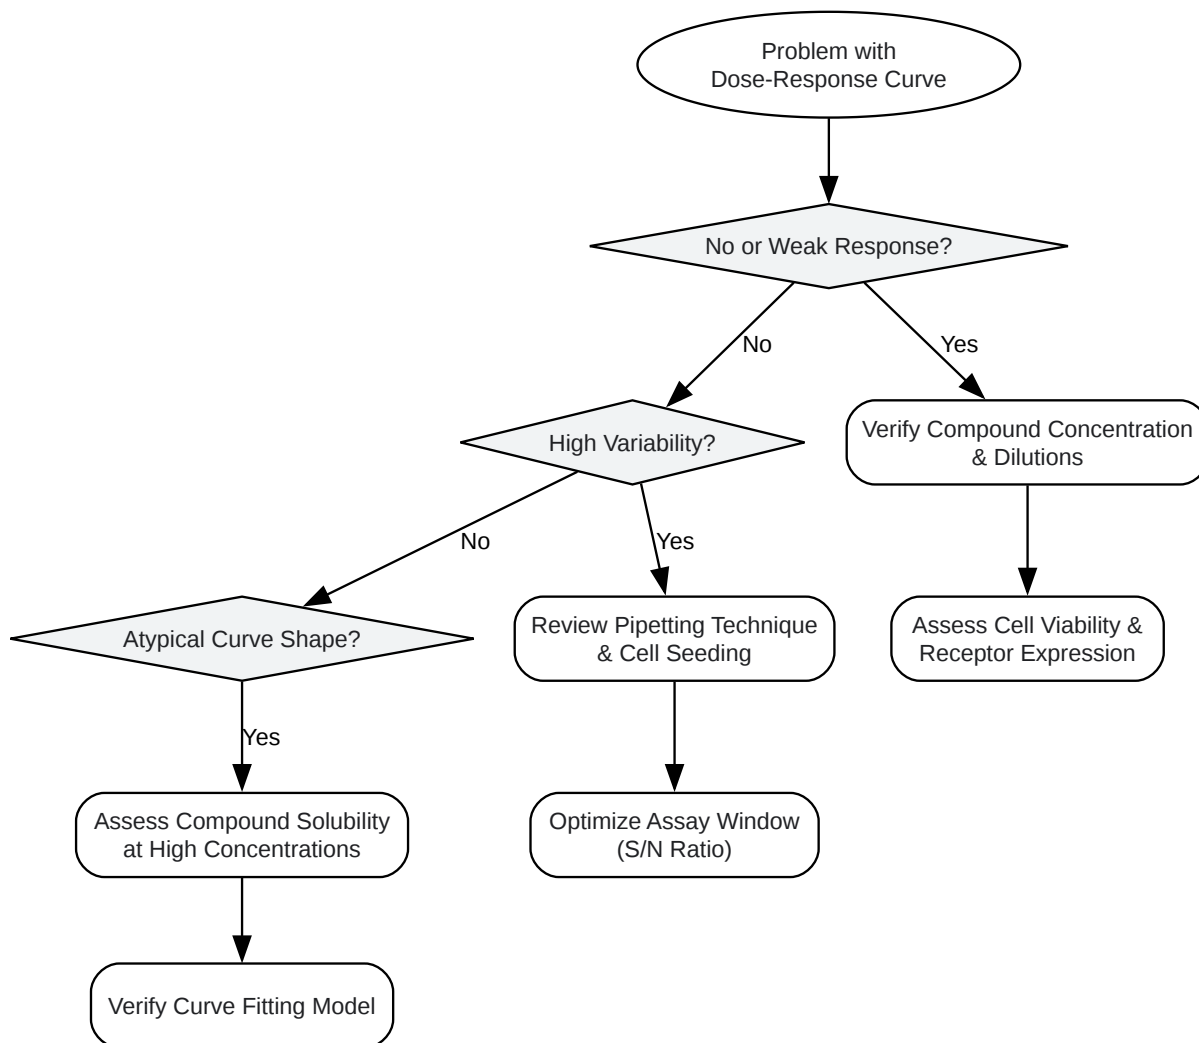 Problem with
Dose-Response Curve
No or Weak Response?
No
Yes
High Variability?
Verify Compound Concentration
& Dilutions
No
Yes
Atypical Curve Shape?
Review Pipetting Technique
& Cell Seeding
Assess Cell Viability &
Receptor Expression
Yes
Assess Compound Solubility
at High Concentrations
Optimize Assay Window
(S/N Ratio)
Verify Curve Fitting Model